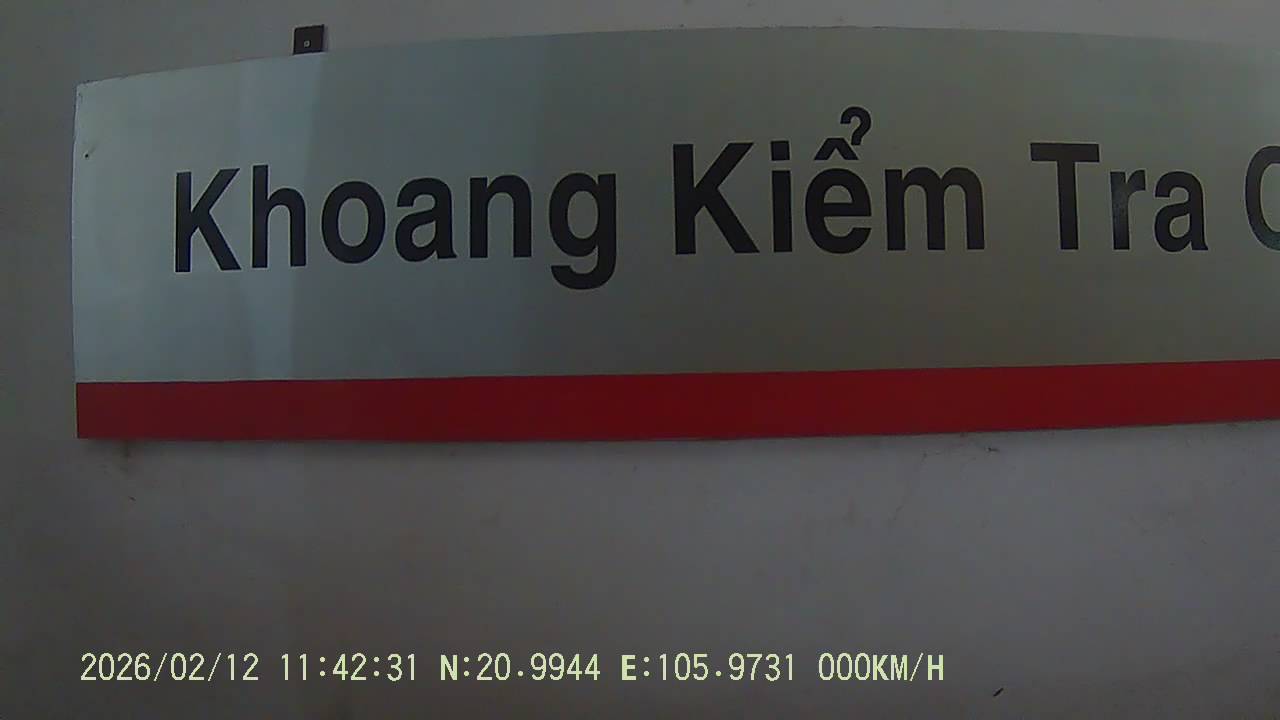 Khoang Kiểm Tra
2026/02/12 11:42:31 N:20.9944 E:105.9731 000KM/H